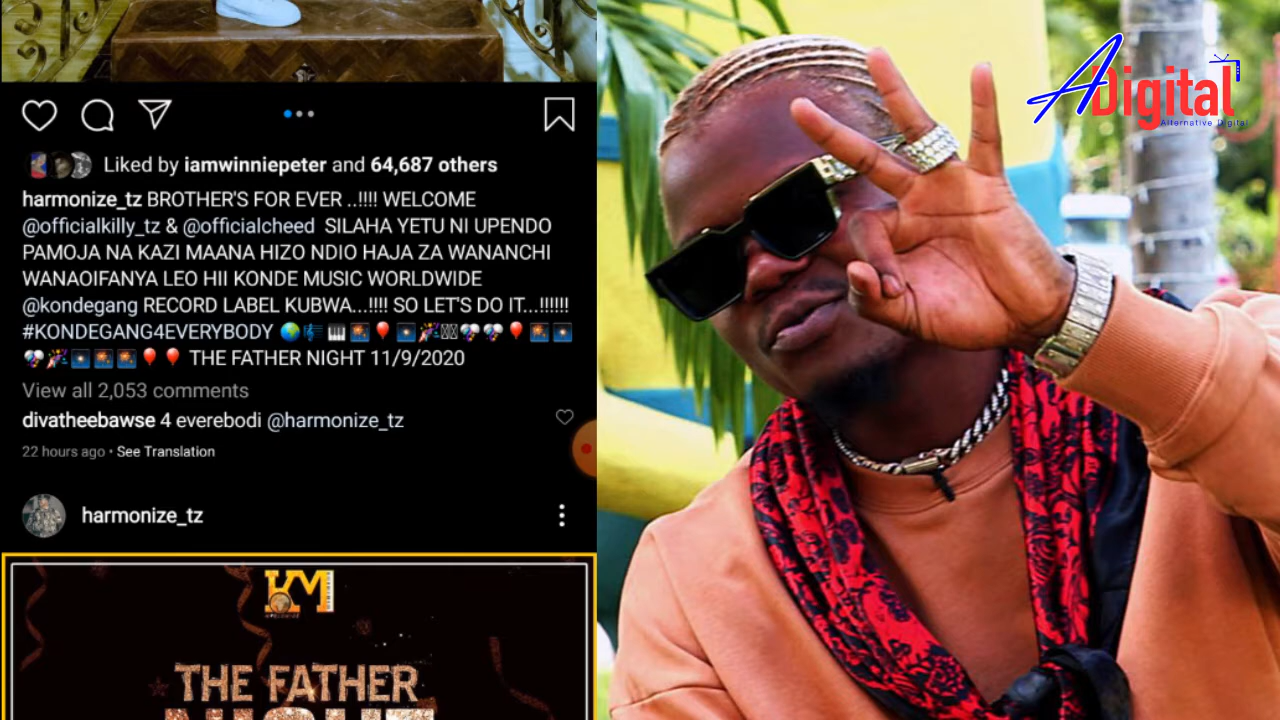 Liked by iamwinniepeter and 64,687 others
harmonize_tz BROTHER'S FOR EVER ..!!!! WELCOME
@officialkilly_tz & @officialcheed SILAHA YETU NI UPENDO
PAMOJA NA KAZI MAANA HIZO NDIO HAJA ZA WANANCHI
WANAOIFANYA LEO HII KONDE MUSIC WORLDWIDE
@kondegang RECORD LABEL KUBWA...!!!! SO LET'S DO IT...!!!!!!
#KONDEGANG4EVERYBODY
THE FATHER NIGHT 11/9/2020
View all 2,053 comments
divatheebawse 4 everebodi @harmonize_tz
22 hours ago • See Translation
harmonize_tz
KM
THE FATHER
NIGHT
ADigital
Alternative Digital